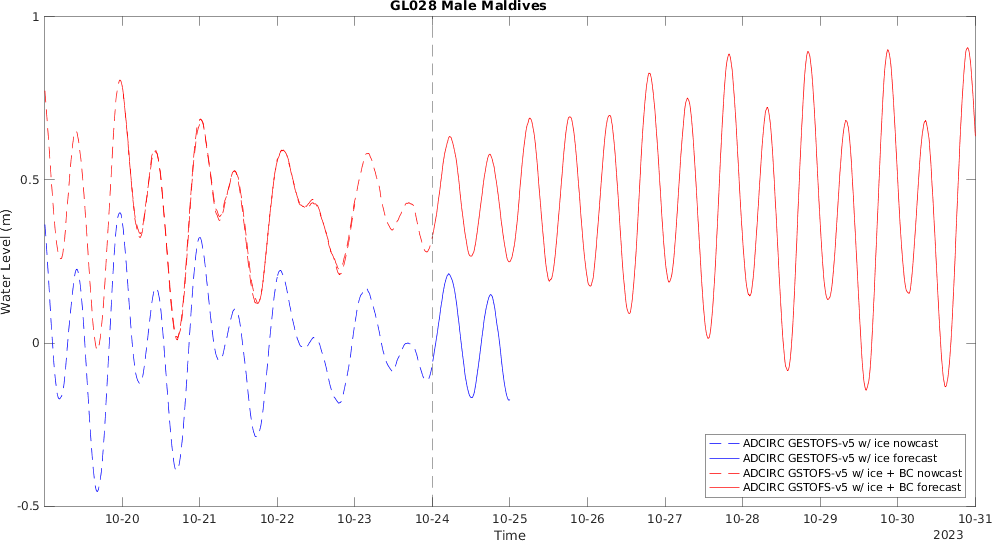 GL028 Male Maldives
Water Level (m)
1
0.5
0
-0.5
10-20 10-21 10-22 10-23 10-24 10-25 10-26 10-27 10-28 10-29 10-30 10-31
Time
2023
ADCIRC GESTOFS-v5 w/ ice nowcast
ADCIRC GESTOFS-v5 w/ ice forecast
ADCIRC GSTOFS-v5 w/ ice + BC nowcast
ADCIRC GSTOFS-v5 w/ ice + BC forecast